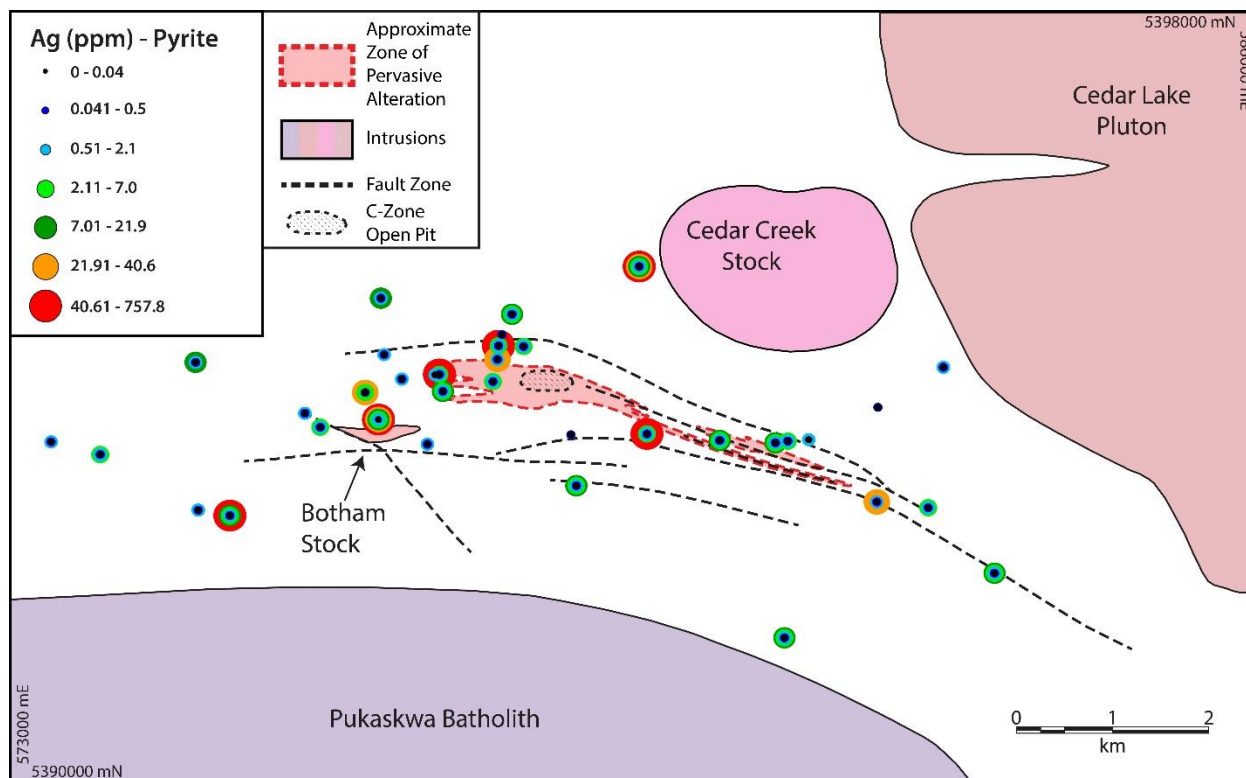 Ag (ppm) - Pyrite
0 - 0.04
0.041 - 0.5
0.51 - 2.1
2.11 - 7.0
7.01 - 21.9
21.91 - 40.6
40.61 - 757.8
Approximate
Zone of
Pervasive
Alteration
Intrusions
Fault Zone
C-Zone
Open Pit
5398000 mN
586000 mE
Cedar Lake
Pluton
Cedar Creek
Stock
Botham
Stock
Pukaskwa Batholith
573000 mE
5390000 mN
0 1 2
km